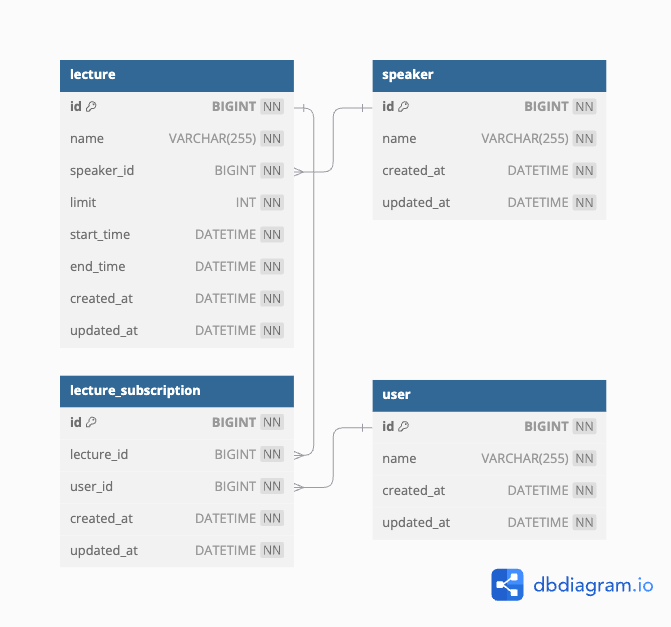 lecture
id BIGINT NN
name VARCHAR(255) NN
speaker_id BIGINT NN
limit INT NN
start_time DATETIME NN
end_time DATETIME NN
created_at DATETIME NN
updated_at DATETIME NN
speaker
id BIGINT NN
name VARCHAR(255) NN
created_at DATETIME NN
updated_at DATETIME NN
lecture_subscription
id BIGINT NN
lecture_id BIGINT NN
user_id BIGINT NN
created_at DATETIME NN
updated_at DATETIME NN
user
id BIGINT NN
name VARCHAR(255) NN
created_at DATETIME NN
updated_at DATETIME NN
dbdiagram.io